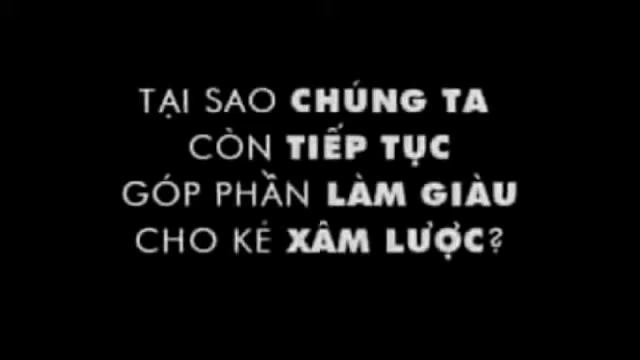 TẠI SAO CHÚNG TA
CÒN TIẾP TỤC
GÓP PHẦN LÀM GIÀU
CHO KẺ XÂM LƯỢC?